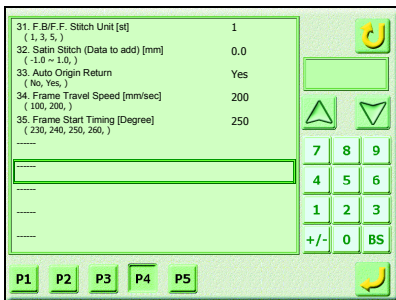 31. F.B/F.F. Stitch Unit [st] 1
( 1, 3, 5, )
32. Satin Stitch (Data to add) [mm] 0.0
( -1.0 ~ 1.0, )
33. Auto Origin Return Yes
( No, Yes, )
34. Frame Travel Speed [mm/sec] 200
( 100, 200, )
35. Frame Start Timing [Degree] 250
( 230, 240, 250, 260, )
------
------
------
------
------
7 8 9
4 5 6
1 2 3
+/- 0 BS
P1 P2 P3 P4 P5